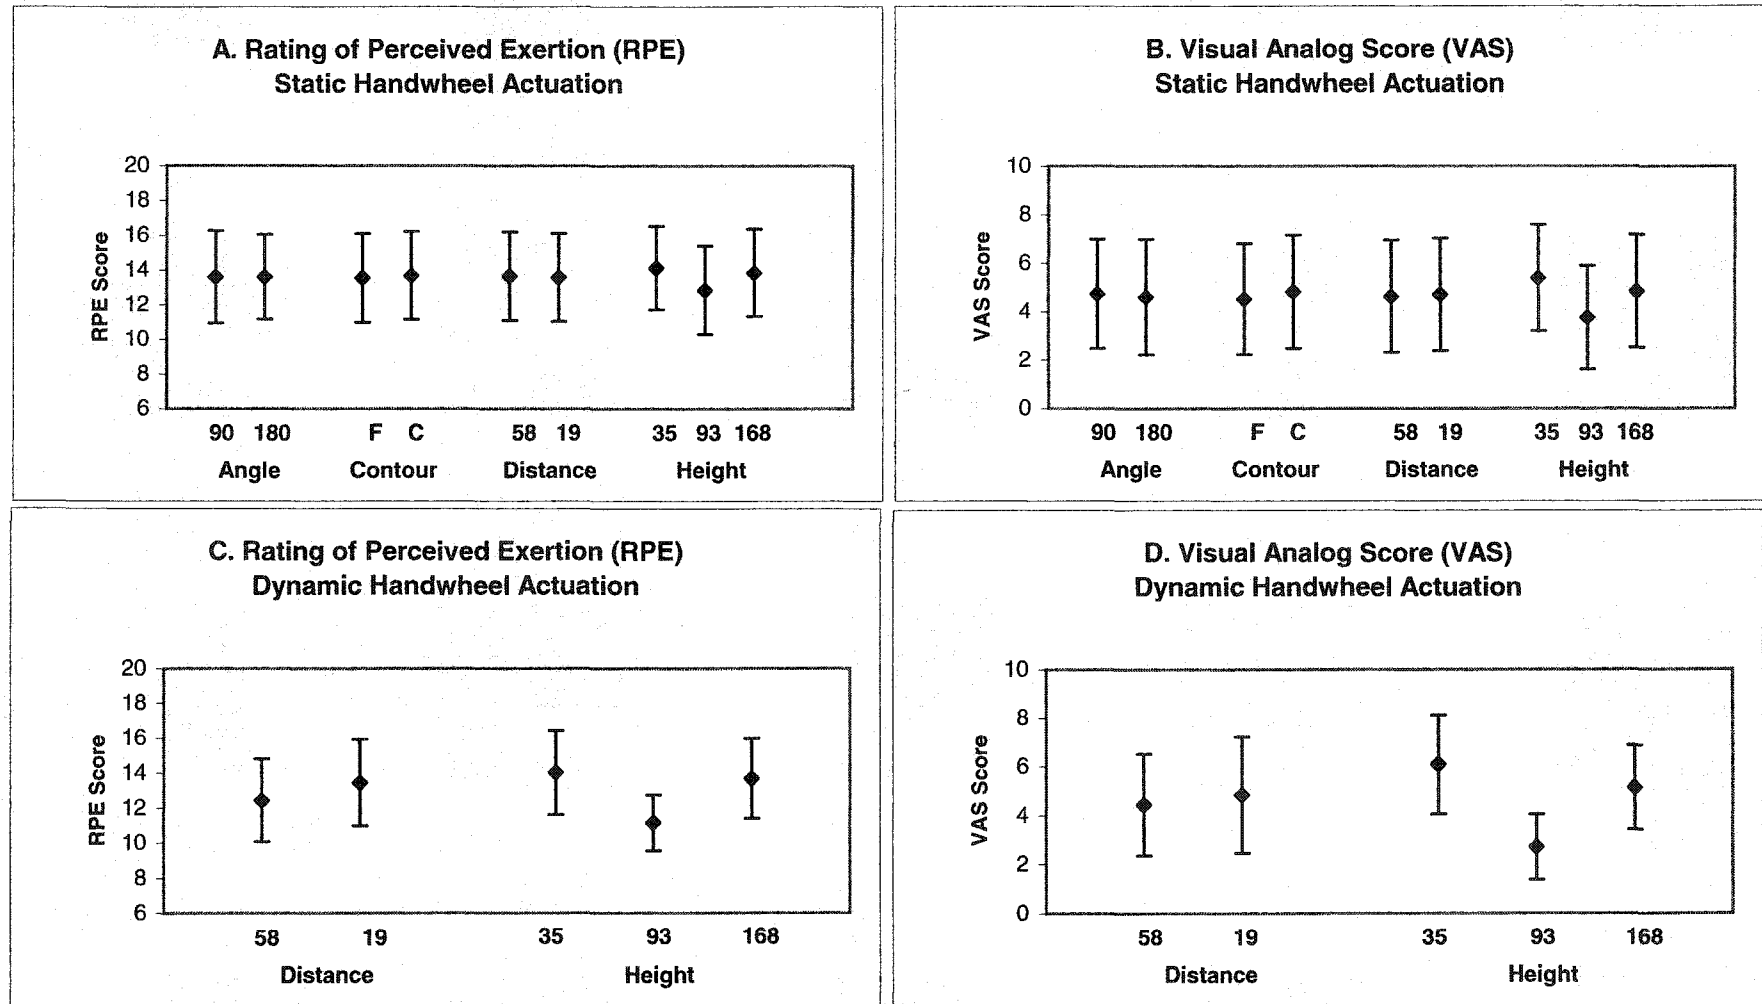 A. Rating of Perceived Exertion (RPE)
Static Handwheel Actuation
20
18
16
14
12
10
8
6
RPE Score
90 180 F C 58 19 35 93 168
Angle Contour Distance Height
B. Visual Analog Score (VAS)
Static Handwheel Actuation
10
8
6
4
2
0
VAS Score
90 180 F C 58 19 35 93 168
Angle Contour Distance Height
C. Rating of Perceived Exertion (RPE)
Dynamic Handwheel Actuation
20
18
16
14
12
10
8
6
RPE Score
58 19 35 93 168
Distance Height
D. Visual Analog Score (VAS)
Dynamic Handwheel Actuation
10
8
6
4
2
0
VAS Score
58 19 35 93 168
Distance Height